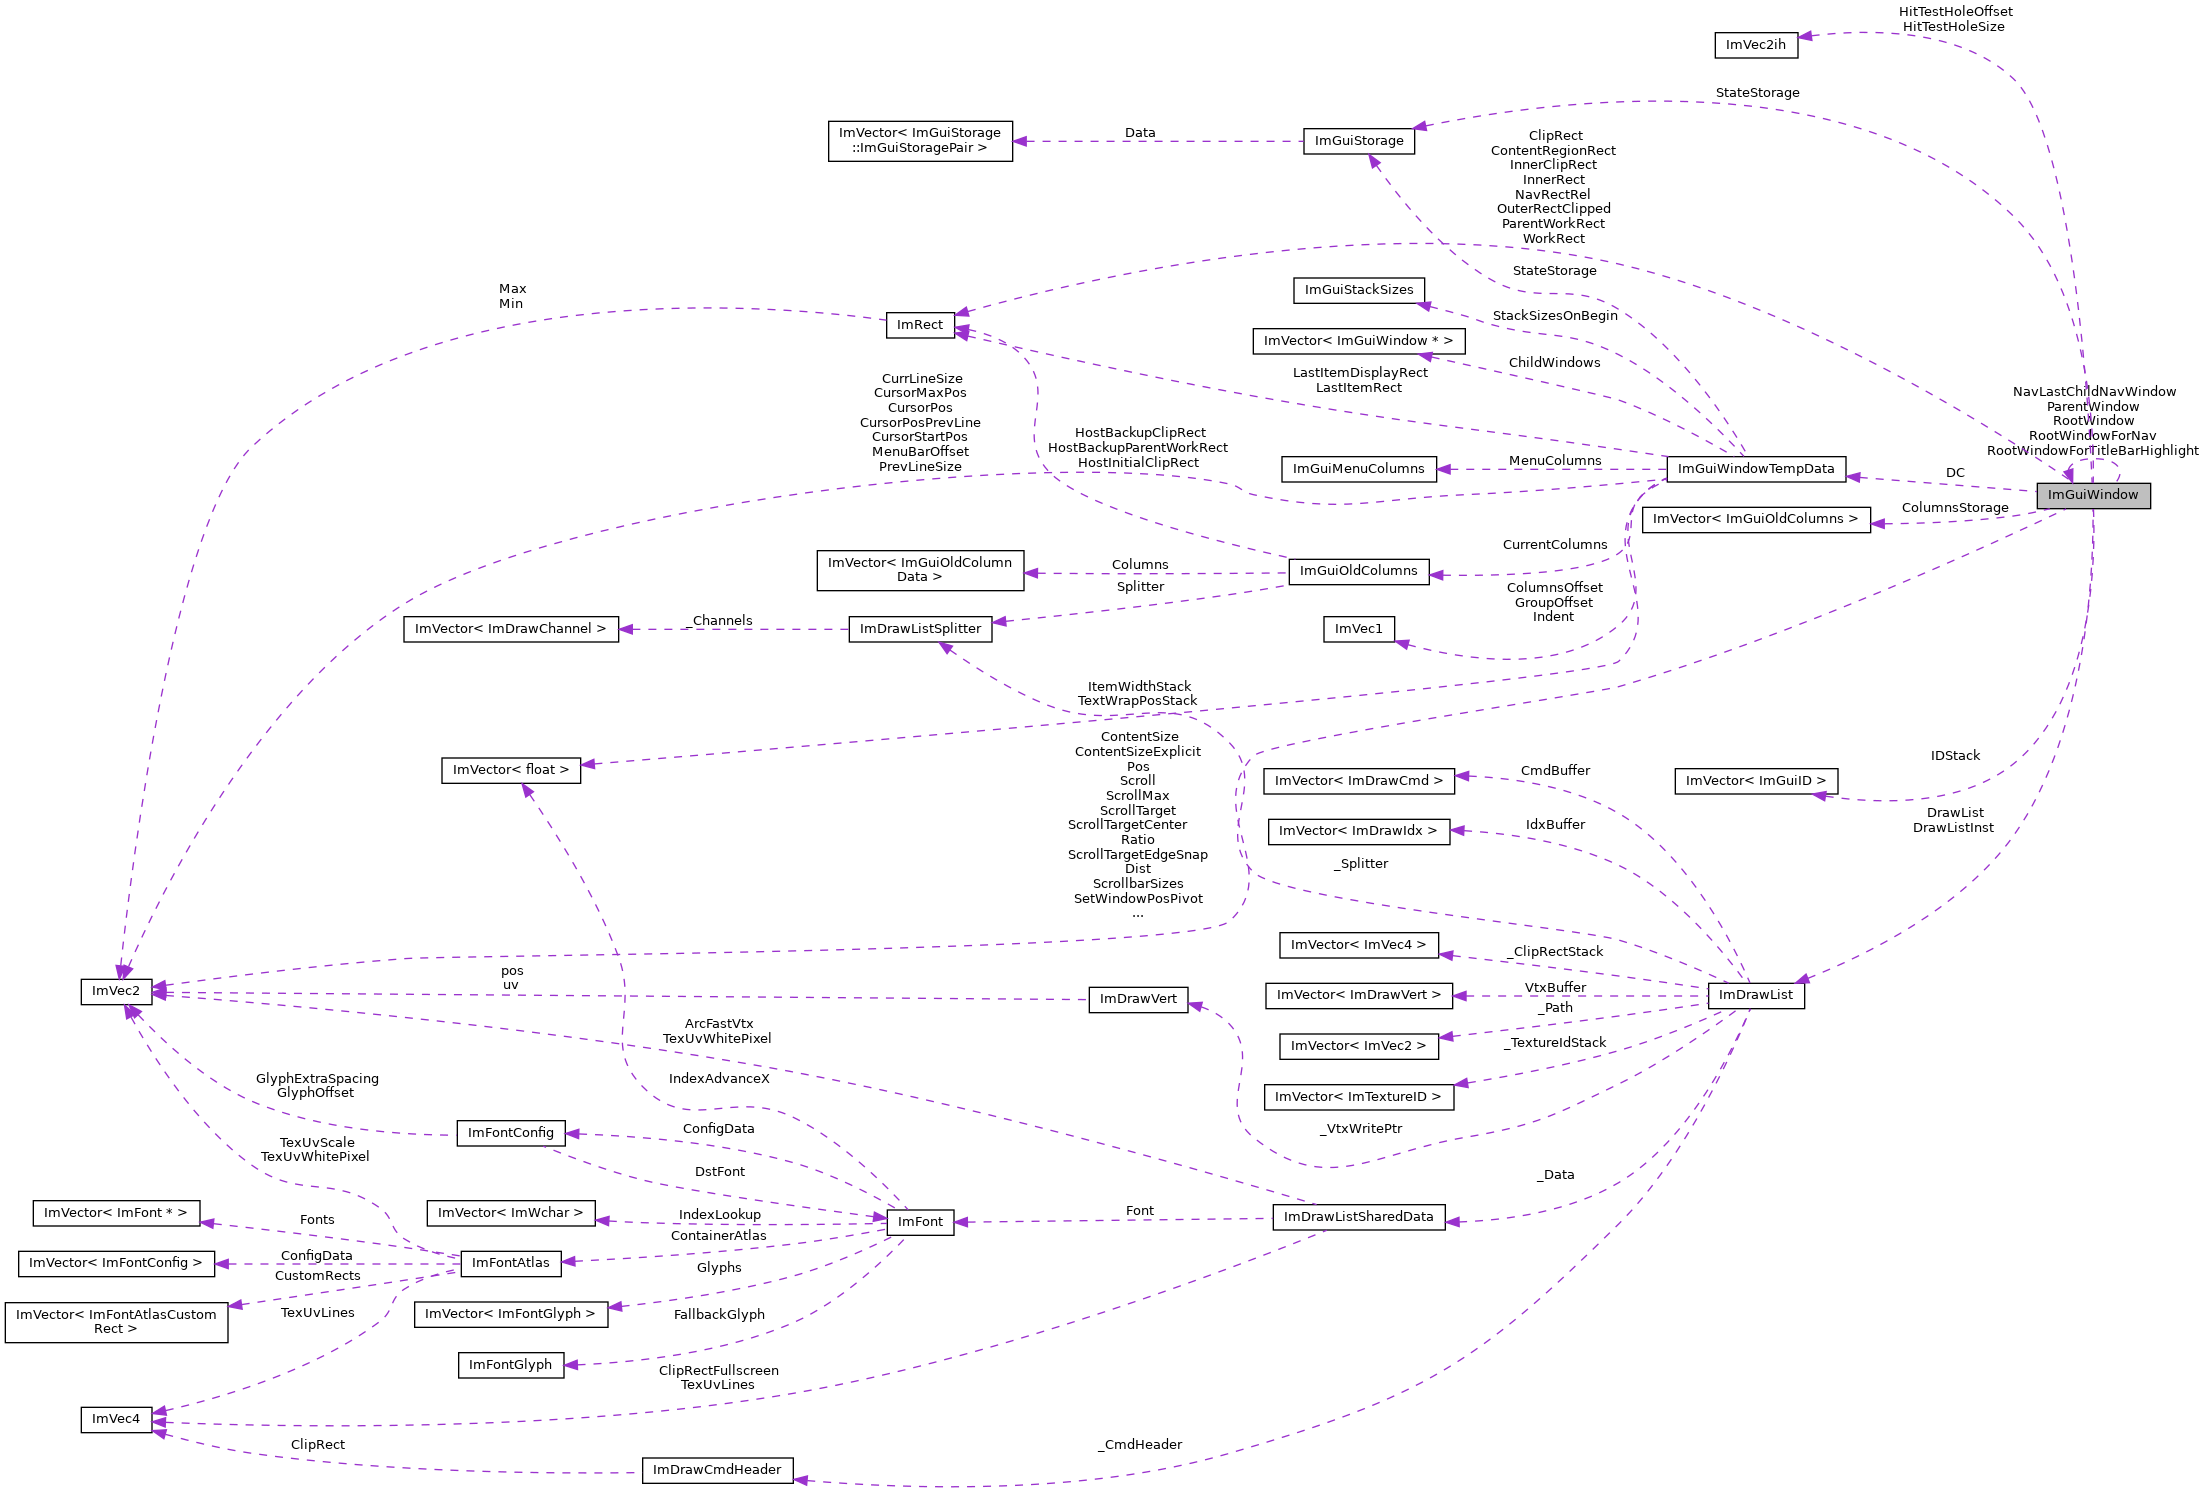 HitTestHoleOffset
HitTestHoleSize
ImVec2ih
StateStorage
ImVector< ImGuiStorage
::ImGuiStoragePair >
Data
ImGuiStorage
ClipRect
ContentRegionRect
InnerClipRect
InnerRect
NavRectRel
OuterRectClipped
ParentWorkRect
WorkRect
StateStorage
Max
Min
ImGuiStackSizes
StackSizesOnBegin
ImRect
ImVector< ImGuiWindow * >
ChildWindows
LastItemDisplayRect
LastItemRect
CurrLineSize
CursorMaxPos
CursorPos
CursorPosPrevLine
CursorStartPos
MenuBarOffset
PrevLineSize
HostBackupClipRect
HostBackupParentWorkRect
HostInitialClipRect
NavLastChildNavWindow
ParentWindow
RootWindow
RootWindowForNav
RootWindowForTitleBarHighlight
ImGuiMenuColumns
MenuColumns
ImGuiWindowTempData
DC
ImGuiWindow
ImVector< ImGuiOldColumns >
ColumnsStorage
CurrentColumns
ImVector< ImGuiOldColumn
Data >
Columns
Splitter
ImGuiOldColumns
ColumnsOffset
GroupOffset
Indent
ImVector< ImDrawChannel >
_Channels
ImDrawListSplitter
ImVec1
ItemWidthStack
TextWrapPosStack
ImVector< float >
ContentSize
ContentSizeExplicit
Pos
Scroll
ScrollMax
ScrollTarget
ScrollTargetCenter
Ratio
ScrollTargetEdgeSnap
Dist
ScrollbarSizes
SetWindowPosPivot
...
IDStack
ImVector< ImDrawCmd >
CmdBuffer
ImVector< ImGuiID >
ImVector< ImDrawIdx >
IdxBuffer
DrawList
DrawListInst
_Splitter
ImVector< ImVec4 >
_ClipRectStack
pos
uv
ImVec2
ImDrawVert
ImVector< ImDrawVert >
VtxBuffer
ImDrawList
_Path
ArcFastVtx
TexUvWhitePixel
ImVector< ImVec2 >
_TextureIdStack
GlyphExtraSpacing
GlyphOffset
IndexAdvanceX
ImVector< ImTextureID >
ImFontConfig
ConfigData
_VtxWritePtr
TexUvScale
TexUvWhitePixel
DstFont
_Data
ImVector< ImFont * >
Fonts
ImVector< ImWchar >
IndexLookup
ImFont
Font
ImDrawListSharedData
ContainerAtlas
ImVector< ImFontConfig >
ConfigData
ImFontAtlas
Glyphs
CustomRects
ImVector< ImFontAtlasCustom
Rect >
TexUvLines
ImVector< ImFontGlyph >
FallbackGlyph
ImFontGlyph
ClipRectFullscreen
TexUvLines
ImVec4
ClipRect
_CmdHeader
ImDrawCmdHeader